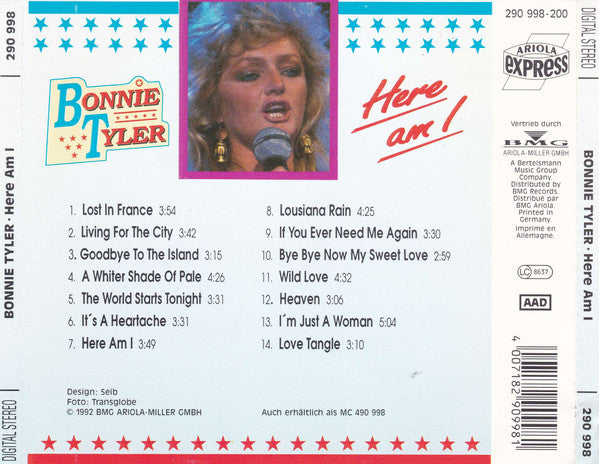 DIGITAL STEREO
290 998
BONNIE TYLER · Here Am I
DIGITAL STEREO
290 998
BONNIE
TYLER
Here
am I
1. Lost In France 3:54
2. Living For The City 3:42
3. Goodbye To The Island 3:15
4. A Whiter Shade Of Pale 4:26
5. The World Starts Tonight 3:31
6. It´s A Heartache 3:31
7. Here Am I 3:49
8. Lousiana Rain 4:25
9. If You Ever Need Me Again 3:30
10. Bye Bye Now My Sweet Love 2:59
11. Wild Love 4:32
12. Heaven 3:06
13. I´m Just A Woman 5:04
14. Love Tangle 3:10
Design: Seib
Foto: Transglobe
© 1992 BMG ARIOLA-MILLER GMBH
Auch erhältlich als MC 490 998
290 998-200
ARIOLA
EXPRESS
Vertrieb durch
BMG
ARIOLA-MILLER GMBH
A Bertelsmann
Music Group
Company.
Distributed by
BMG Records.
Distribué par
BMG Ariola.
Printed in
Germany.
Imprimé en
Allemagne.
LC 8637
AAD
4 007182 909981
DIGITAL STEREO
BONNIE TYLER · Here Am I
290 998